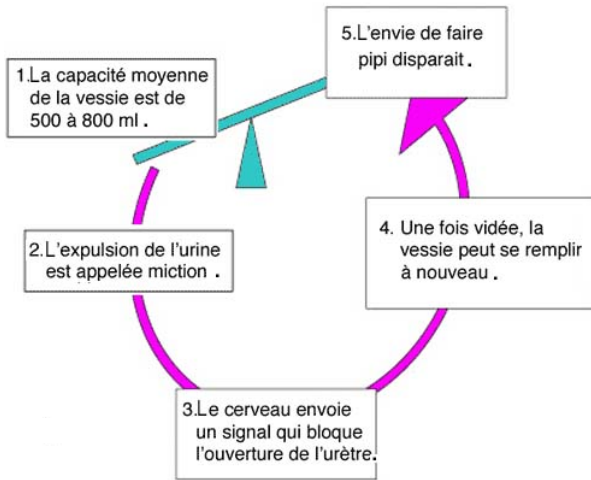 1.La capacité moyenne
de la vessie est de
500 à 800 ml .
2.L'expulsion de l'urine
est appelée miction .
3.Le cerveau envoie
un signal qui bloque
l'ouverture de l'urètre.
4. Une fois vidée, la
vessie peut se remplir
à nouveau .
5.L'envie de faire
pipi disparait .